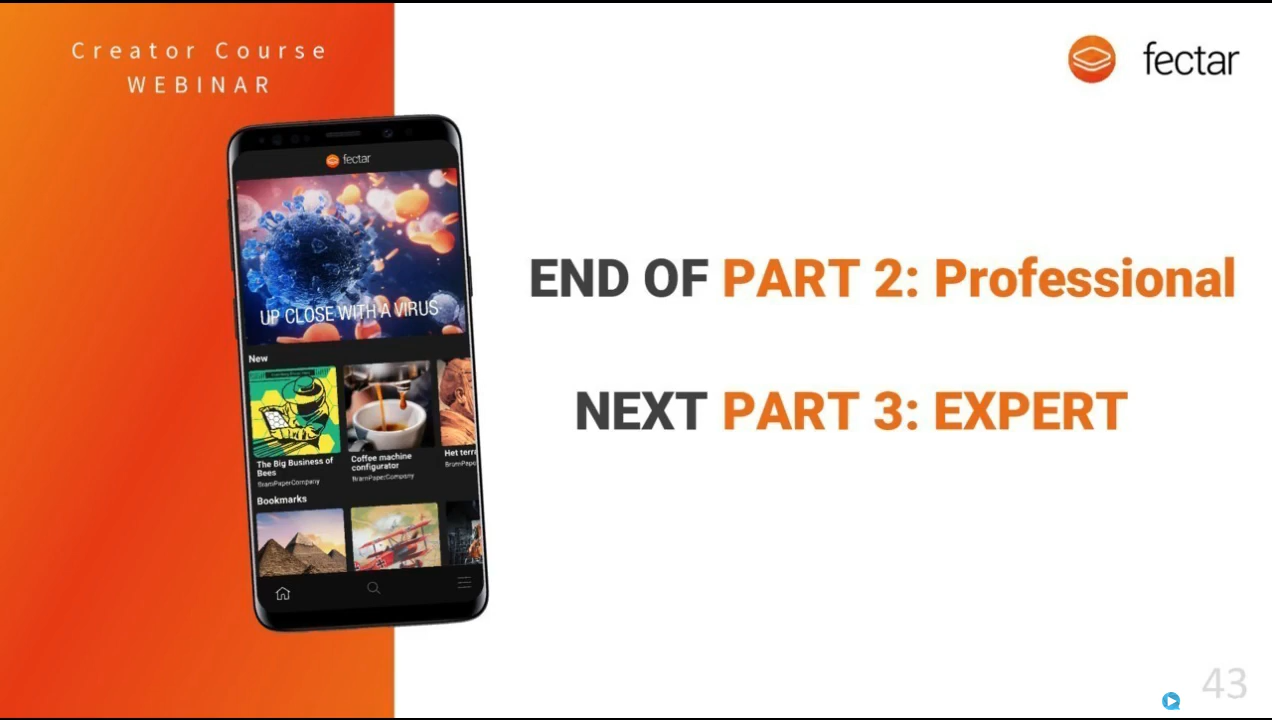 Creator Course
WEBINAR
fectar
fectar
UP CLOSE WITH A VIRUS
New
The Big Business of
Bees
BramPaperCompany
Coffee machine
configurator
BramPaperCompany
Het terri
BramPape
Bookmarks
END OF PART 2: Professional
NEXT PART 3: EXPERT
43